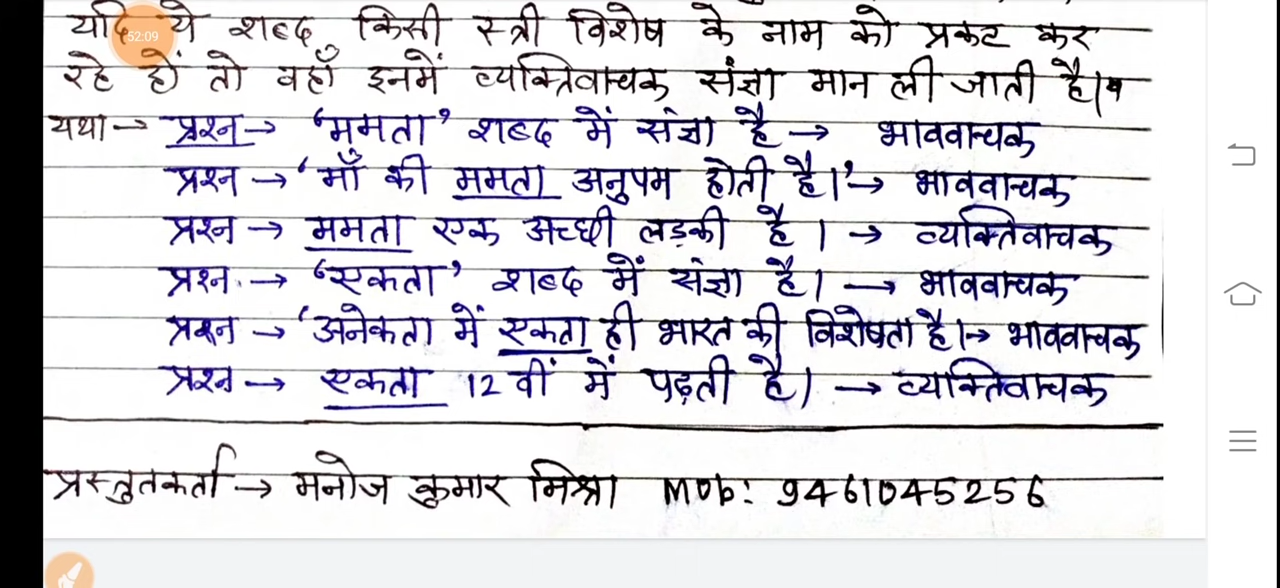 यदि ये शब्द किसी स्त्री विशेष के नाम को प्रकट कर
52:09
रहे हों तो वहाँ इनमें व्यक्तिवाचक संज्ञा मान ली जाती है।
यथा → प्रश्न → 'ममता' शब्द में संज्ञा है → भाववाचक
प्रश्न → 'माँ की ममता अनुपम होती है।' → भाववाचक
प्रश्न → ममता एक अच्छी लड़की है । → व्यक्तिवाचक
प्रश्न → 'एकता' शब्द में संज्ञा है। → भाववाचक
प्रश्न → 'अनेकता में एकता ही भारत की विशेषता है।→ भाववाचक
प्रश्न → एकता 12 वीं में पढ़ती है। → व्यक्तिवाचक
प्रस्तुतकर्ता → मनोज कुमार मिश्रा Mob: 9461045256